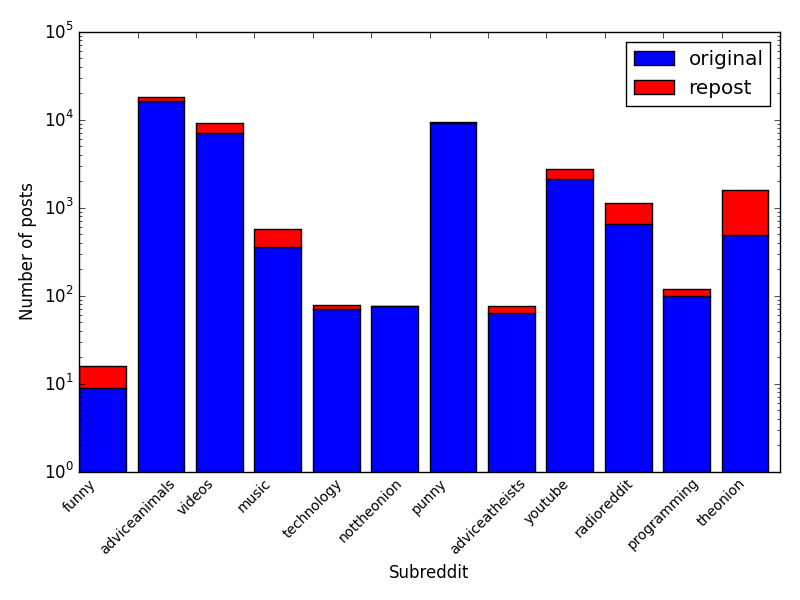 10^5
10^4
10^3
10^2
10^1
10^0
Number of posts
original
repost
funny
adviceanimals
videos
music
technology
nottheonion
punny
adviceatheists
youtube
radioreddit
programming
theonion
Subreddit